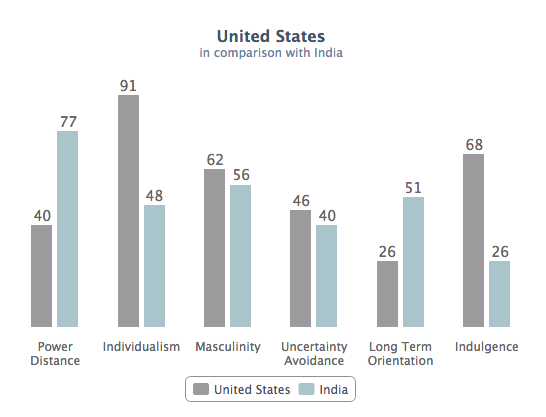 United States
in comparison with India
40 77 91 48 62 56 46 40 26 51 68 26
Power Distance
Individualism
Masculinity
Uncertainty Avoidance
Long Term Orientation
Indulgence
United States India